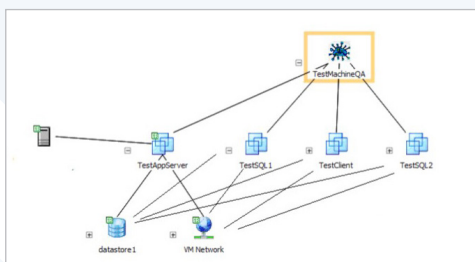 TestMachineQA
TestAppServer
TestSQL1
TestClient
TestSQL2
datastore1
VM Network